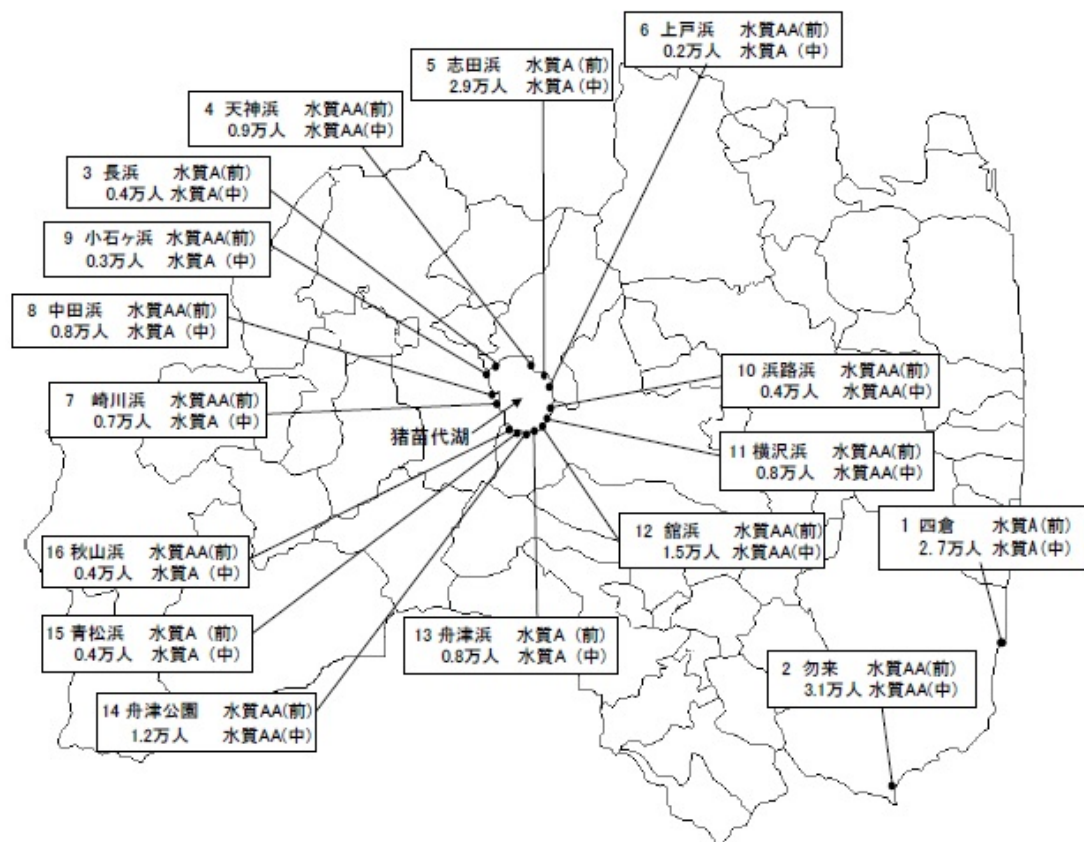 6 上戸浜 水質AA(前)
0.2万人 水質A (中)
5 志田浜 水質A (前)
2.9万人 水質A (中)
4 天神浜 水質AA(前)
0.9万人 水質AA(中)
3 長浜 水質A(前)
0.4万人 水質A(中)
9 小石ヶ浜 水質AA(前)
0.3万人 水質A (中)
8 中田浜 水質AA(前)
0.8万人 水質A (中)
7 崎川浜 水質AA(前)
0.7万人 水質A (中)
猪苗代湖
10 浜路浜 水質AA(前)
0.4万人 水質AA(中)
11 横沢浜 水質AA(前)
0.8万人 水質AA(中)
12 舘浜 水質AA(前)
1.5万人 水質AA(中)
1 四倉 水質A(前)
2.7万人 水質A(中)
16 秋山浜 水質AA(前)
0.4万人 水質A (中)
15 青松浜 水質A (前)
0.4万人 水質A (中)
13 舟津浜 水質A (前)
0.8万人 水質A (中)
2 勿来 水質AA(前)
3.1万人 水質AA(中)
14 舟津公園 水質AA(前)
1.2万人 水質AA(中)